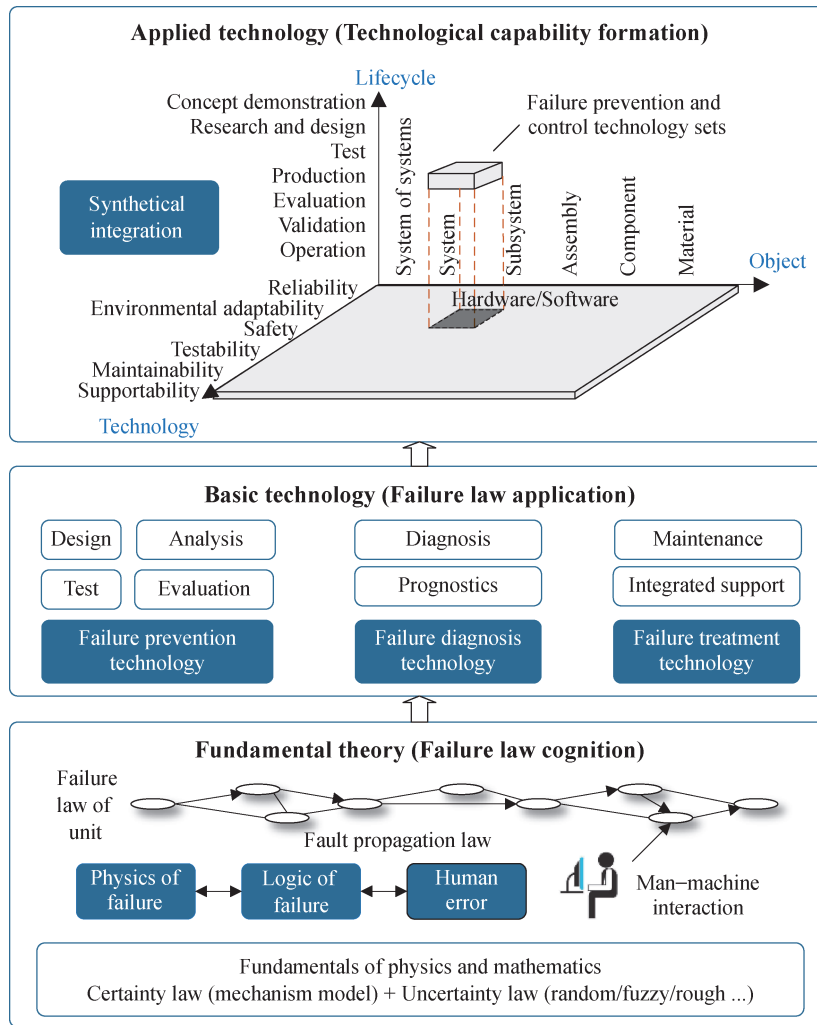 Applied technology (Technological capability formation)
Lifecycle
Concept demonstration
Research and design
Test
Production
Evaluation
Validation
Operation
Failure prevention and
control technology sets
Synthetical
integration
System of systems
System
Subsystem
Assembly
Component
Material
Object
Hardware/Software
Reliability
Environmental adaptability
Safety
Testability
Maintainability
Supportability
Technology
Basic technology (Failure law application)
Design
Analysis
Test
Evaluation
Failure prevention
technology
Diagnosis
Prognostics
Failure diagnosis
technology
Maintenance
Integrated support
Failure treatment
technology
Fundamental theory (Failure law cognition)
Failure
law of
unit
Fault propagation law
Physics of
failure
Logic of
failure
Human
error
Man−machine
interaction
Fundamentals of physics and mathematics
Certainty law (mechanism model) + Uncertainty law (random/fuzzy/rough ...)